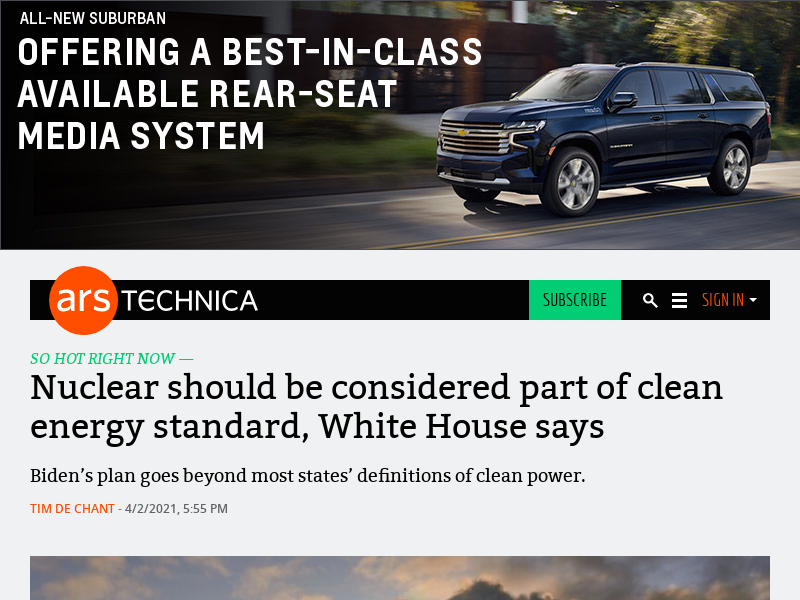 ALL-NEW SUBURBAN
OFFERING A BEST-IN-CLASS
AVAILABLE REAR-SEAT
MEDIA SYSTEM
ars TECHNICA
SUBSCRIBE
SIGN IN
SO HOT RIGHT NOW —
Nuclear should be considered part of clean
energy standard, White House says
Biden’s plan goes beyond most states’ definitions of clean power.
TIM DE CHANT - 4/2/2021, 5:55 PM